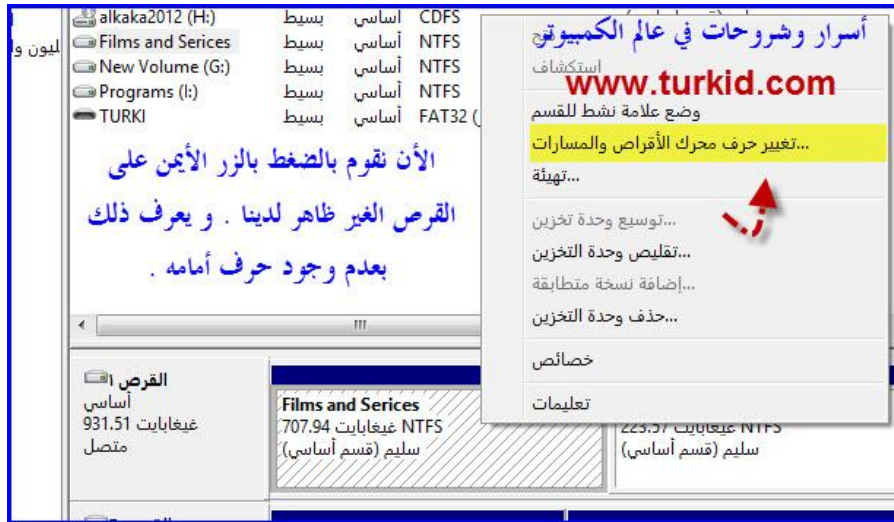 alkaka2012 (H:) بسيط أساسي CDFS
Films and Serices بسيط أساسي NTFS
New Volume (G:) بسيط أساسي NTFS
Programs (I:) بسيط أساسي NTFS
TURKI بسيط أساسي FAT32 (
أسرار وشروحات في عالم الكمبيوتر
استكشاف
www.turkid.com
وضع علامة نشط للقسم
تغيير حرف محرك الأقراص والمسارات...
تهيئة...
توسيع وحدة تخزين...
تقليص وحدة التخزين...
إضافة نسخة متطابقة...
حذف وحدة التخزين...
خصائص
تعليمات
الأن نقوم بالضغط بالزر الأيمن على
القرص الغير ظاهر لدينا . و يعرف ذلك
بعدم وجود حرف أمامه .
القرص ١
أساسي
931.51 غيغابايت
متصل
Films and Serices
707.94 غيغابايت NTFS
سليم (قسم أساسي)
223.57 غيغابايت NTFS
سليم (قسم أساسي)